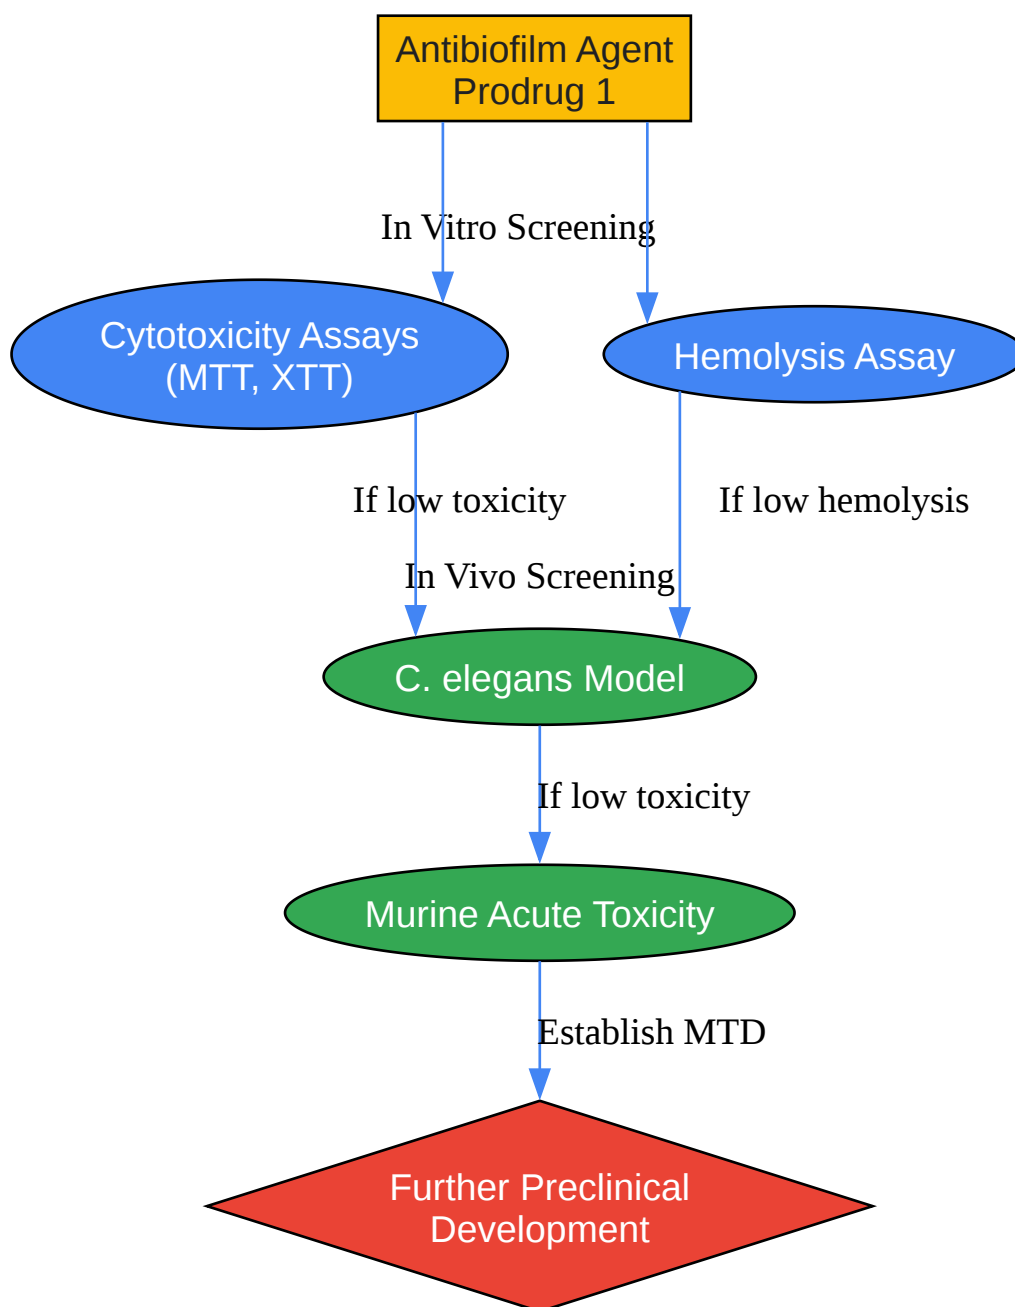 Antibiofilm Agent
Prodrug 1
In Vitro Screening
Cytotoxicity Assays
(MTT, XTT)
Hemolysis Assay
If low toxicity
If low hemolysis
In Vivo Screening
C. elegans Model
If low toxicity
Murine Acute Toxicity
Establish MTD
Further Preclinical
Development